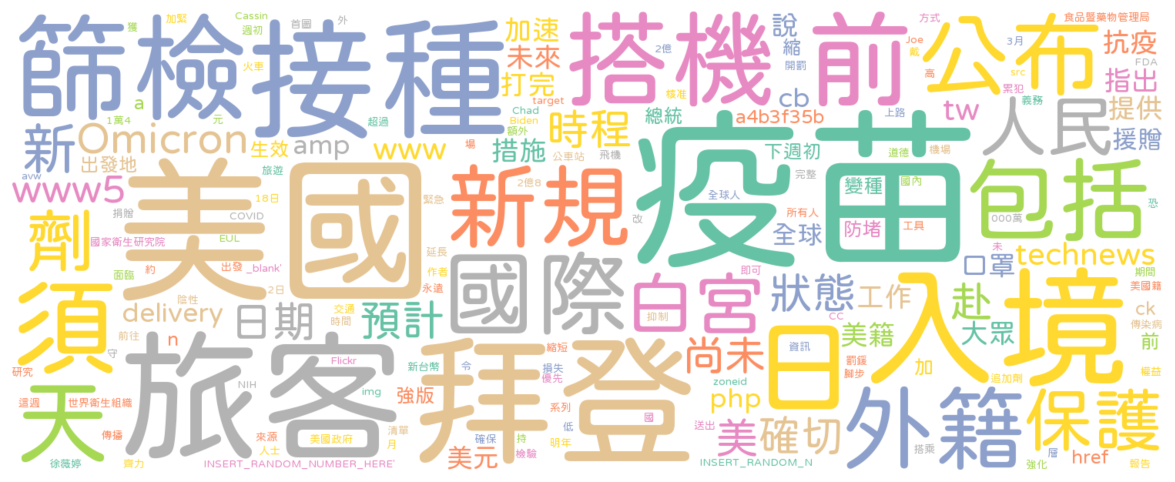 獲 加緊 Cassin 首圖 外 加速 說 2億 方式 食品暨藥物管理局
篩檢 接種 搭機 前 公布 抗疫
週初 未來 縮 Joe 戴 3月 FDA
火車 打完 開罰 高 src 指出
a 超過 target 核准 cb 累犯 義務 tw 提供
1萬4 元 Chad 總統 a4b3f35b 上路 人民
新 Omicron 生效 amp www Biden 額外 時程 疫苗 援贈
出發地 旅遊 措施 場 公車站 飛機 下週初 道德 機場
avw www5 美國 新規 2億8 完整 變種 國內 包括
捐贈 18日 緊急 全球人 所有人 工具 恐
劑 COVID 改 全球 防堵 000萬
國家衛生研究院 EUL 延長 未
面臨 約 出發 _blank' 作者 國際 即可 口罩 technews
須 2日 永遠 白宮 狀態 工作 赴 入境 期間 美國籍
陰性 交通 抑制 CC ck
delivery 日期 時間 預計 美籍 大眾 傳染病
前往 n 前
守 Flickr 拜登 縮短 尚未 日 資訊 劉鍾 權益
研究 旅客 新台幣 令 損失 腳步 加
天 NIH img 優先 zoneid 追加劑
這週 世界衛生組織 強版 系列 php 外籍 保護
傳播 來源 美國政府 清單 低 國 美 確切
人士 月 確保 持 送出 搭乘 href
徐薇婷 齊力 美元 明年 檢驗 層 強化 報告
INSERT_RANDOM_NUMBER_HERE' INSERT_RANDOM_N